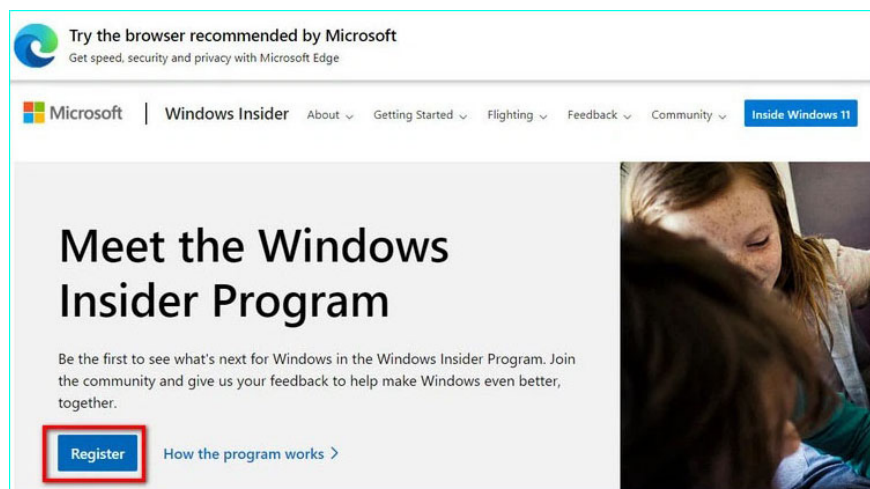 Try the browser recommended by Microsoft
Get speed, security and privacy with Microsoft Edge
Microsoft | Windows Insider About Getting Started Flighting Feedback Community Inside Windows 11
Meet the Windows
Insider Program
Be the first to see what's next for Windows in the Windows Insider Program. Join
the community and give us your feedback to help make Windows even better,
together.
Register How the program works >